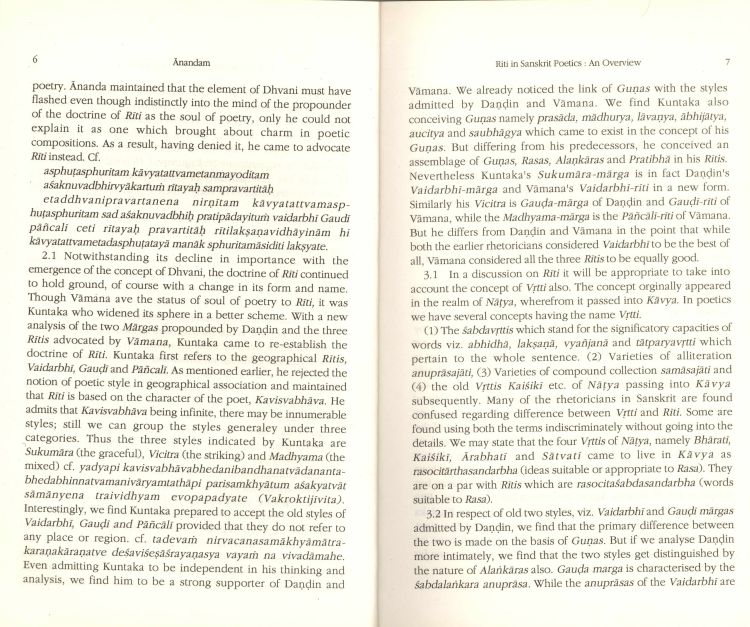 6
Ānandam
poetry. Ānanda maintained that the element of Dhvani must have
flashed even though indistinctly into the mind of the propounder
of the doctrine of Rīti as the soul of poetry, only he could not
explain it as one which brought about charm in poetic
compositions. As a result, having denied it, he came to advocate
Rīti instead. Cf.
asphuṭasphuritaṁ kāvyatattvametanmayoditam
aśaknuvadbhirvyākartuṁ rītayaḥ sampravartitāḥ
etaddhvanipravartanena nirṇītaṁ kāvyatattvamasp-
huṭasphuritaṁ sad aśaknuvadbhiḥ pratipādayituṁ vaidarbhī Gauḍī
pāñcālī ceti rītayaḥ pravartitāḥ rītilakṣaṇavidhāyināṁ hi
kāvyatattvametadasphuṭatayā manāk sphuritamāsīditi lakṣyate.
2.1 Notwithstanding its decline in importance with the
emergence of the concept of Dhvani, the doctrine of Rīti continued
to hold ground, of course with a change in its form and name.
Though Vāmana ave the status of soul of poetry to Rīti, it was
Kuntaka who widened its sphere in a better scheme. With a new
analysis of the two Mārgas propounded by Daṇḍin and the three
Rītis advocated by Vāmana, Kuntaka came to re-establish the
doctrine of Rīti. Kuntaka first refers to the geographical Rītis,
Vaidarbhī, Gauḍī and Pāñcālī. As mentioned earlier, he rejected the
notion of poetic style in geographical association and maintained
that Rīti is based on the character of the poet, Kavisvabhāva. He
admits that Kavisvabhāva being infinite, there may be innumerable
styles; still we can group the styles generaley under three
categories. Thus the three styles indicated by Kuntaka are
Sukumāra (the graceful), Vicitra (the striking) and Madhyama (the
mixed) cf. yadyapi kavisvabhāvabhedanibandhanatvādananta-
bhedabhinnatvamanivāryaṁtathāpi parisaṁkhyātum aśakyatvāt
sāmānyena traividhyam evopapadyate (Vakroktijīvita).
Interestingly, we find Kuntaka prepared to accept the old styles of
Vaidarbhī, Gauḍī and Pāñcālī provided that they do not refer to
any place or region. cf. tadevaṁ nirvacanasamākhyāmātra-
karaṇakāraṇatve deśaviśeṣāśrayaṇasya vayaṁ na vivadāmahe.
Even admitting Kuntaka to be independent in his thinking and
analysis, we find him to be a strong supporter of Daṇḍin and
Rīti in Sanskrit Poetics : An Overview
7
Vāmana. We already noticed the link of Guṇas with the styles
admitted by Daṇḍin and Vāmana. We find Kuntaka also
conceiving Guṇas namely prasāda, mādhurya, lāvaṇya, ābhijātya,
aucitya and saubhāgya which came to exist in the concept of his
Guṇas. But differing from his predecessors, he conceived an
assemblage of Guṇas, Rasas, Alaṇkāras and Pratibhā in his Rītis.
Nevertheless Kuntaka's Sukumāra-mārga is in fact Daṇḍin's
Vaidarbhī-mārga and Vāmana's Vaidarbhī-rīti in a new form.
Similarly his Vicitra is Gauḍa-mārga of Daṇḍin and Gauḍī-rīti of
Vāmana, while the Madhyama-mārga is the Pāñcālī-rīti of Vāmana.
But he differs from Daṇḍin and Vāmana in the point that while
both the earlier rhetoricians considered Vaidarbhī to be the best of
all, Vāmana considered all the three Rītis to be equally good.
3.1 In a discussion on Rīti it will be appropriate to take into
account the concept of Vṛtti also. The concept orginally appeared
in the realm of Nāṭya, wherefrom it passed into Kāvya. In poetics
we have several concepts having the name Vṛtti.
(1) The śabdavṛttis which stand for the significatory capacities of
words viz. abhidhā, lakṣaṇā, vyañjanā and tātparyavṛtti which
pertain to the whole sentence. (2) Varieties of alliteration
anuprāsajāti, (3) Varieties of compound collection samāsajāti and
(4) the old Vṛttis Kaiśikī etc. of Nāṭya passing into Kāvya
subsequently. Many of the rhetoricians in Sanskrit are found
confused regarding difference between Vṛtti and Rīti. Some are
found using both the terms indiscriminately without going into the
details. We may state that the four Vṛttis of Nāṭya, namely Bhāratī,
Kaiśikī, Ārabhaṭī and Sātvatī came to live in Kāvya as
rasocitārthasandarbha (ideas suitable or appropriate to Rasa). They
are on a par with Rītis which are rasocitaśabdasandarbha (words
suitable to Rasa).
3.2 In respect of old two styles, viz. Vaidarbhī and Gauḍī mārgas
admitted by Daṇḍin, we find that the primary difference between
the two is made on the basis of Guṇas. But if we analyse Daṇḍin
more intimately, we find that the two styles get distinguished by
the nature of Alaṅkāras also. Gauḍa marga is characterised by the
śabdalaṅkara anuprāsa. While the anuprāsas of the Vaidarbhī are